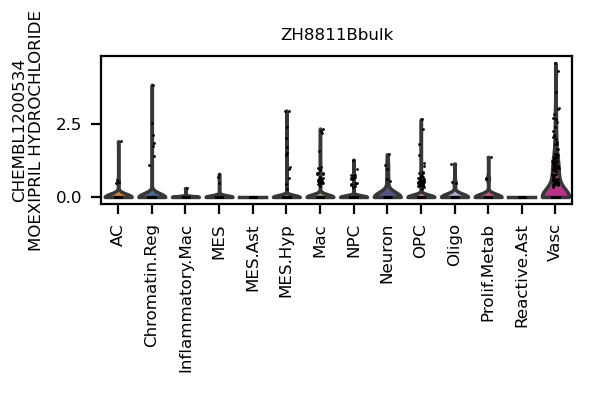 ZH8811Bbulk
CHEMBL1200534
MOEXIPRIL HYDROCHLORIDE
2.5
0.0
AC
Chromatin.Reg
Inflammatory.Mac
MES
MES.Ast
MES.Hyp
Mac
NPC
Neuron
OPC
Oligo
Prolif.Metab
Reactive.Ast
Vasc